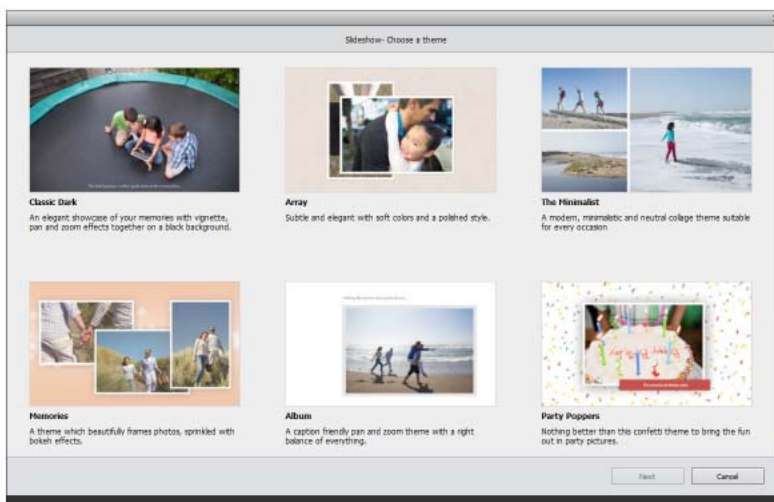 Slideshow- Choose a theme
Classic Dark
An elegant showcase of your memories with vignette,
pan and zoom effects together on a black background.
Array
Subtle and elegant with soft colors and a polished style.
The Minimalist
A modern, minimalistic and neutral collage theme suitable
for every occasion
Memories
A theme which beautifully frames photos, sprinkled with
bokeh effects.
Album
A caption friendly pan and zoom theme with a right
balance of everything.
Party Poppers
Nothing better than this confetti theme to bring the fun
out in party pictures.
Next
Cancel